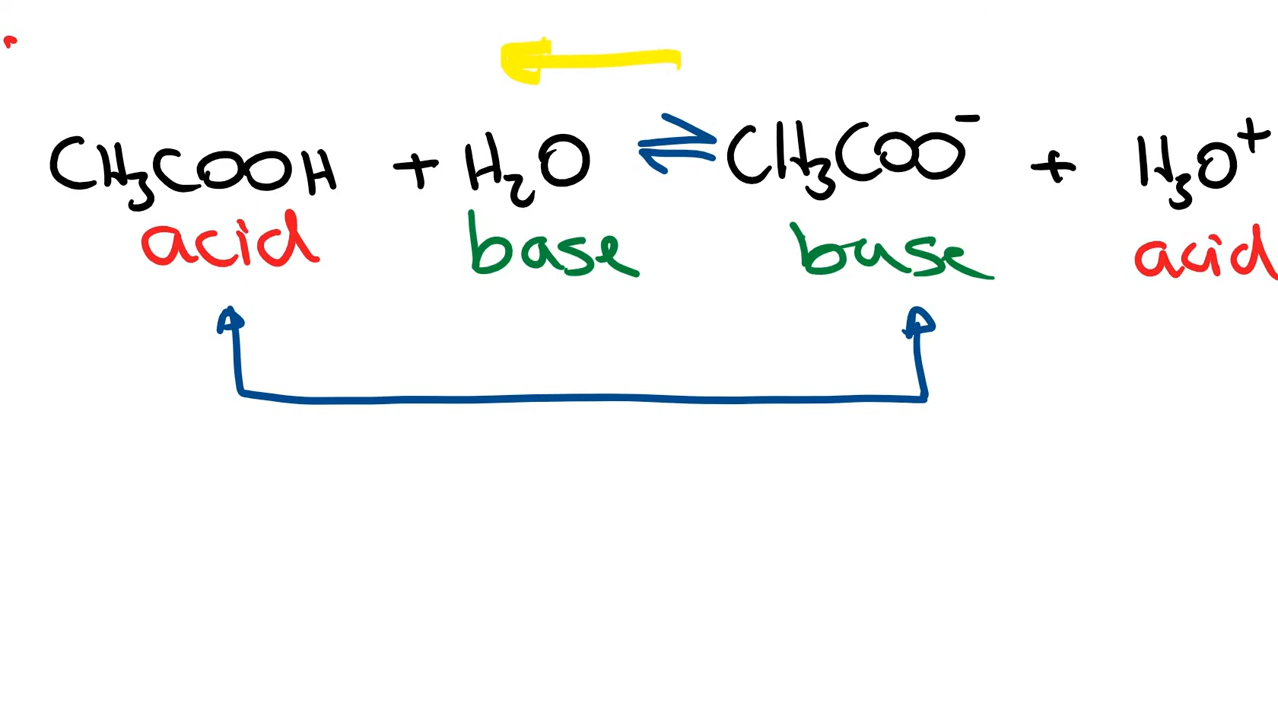 CH₃COOH + H₂O ⇌ CH₃COO⁻ + H₃O⁺
acid base base acid